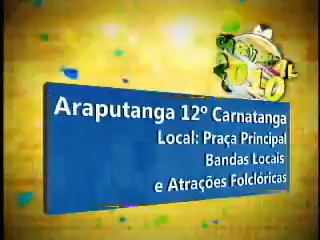 Araputanga 12º Carnatanga
Local: Praça Principal
Bandas Locais
e Atrações Folclóricas